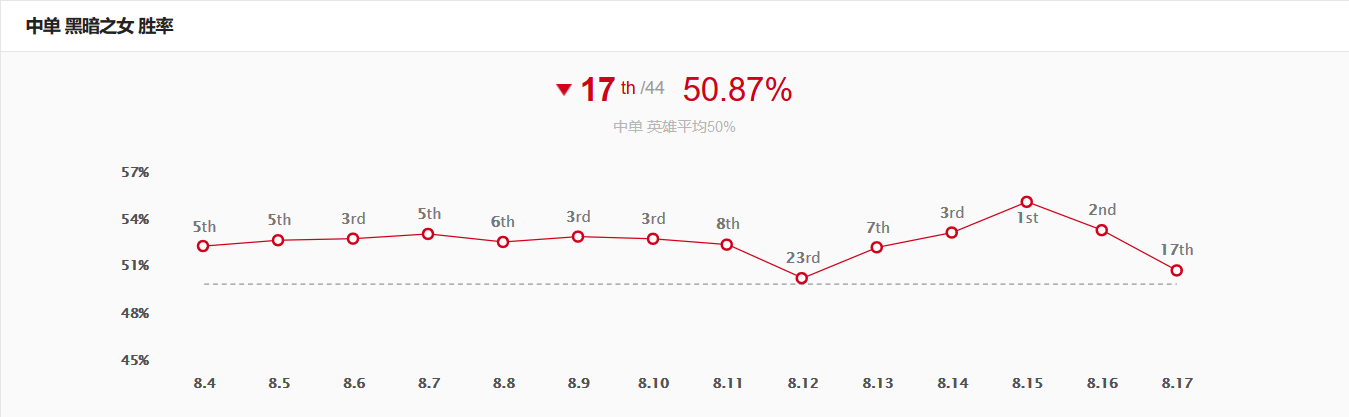 中单 黑暗之女 胜率
17 th /44 50.87%
中单 英雄平均50%
57%
54%
51%
48%
45%
5th 5th 3rd 5th 6th 3rd 3rd 8th 23rd 7th 3rd 1st 2nd 17th
8.4 8.5 8.6 8.7 8.8 8.9 8.10 8.11 8.12 8.13 8.14 8.15 8.16 8.17